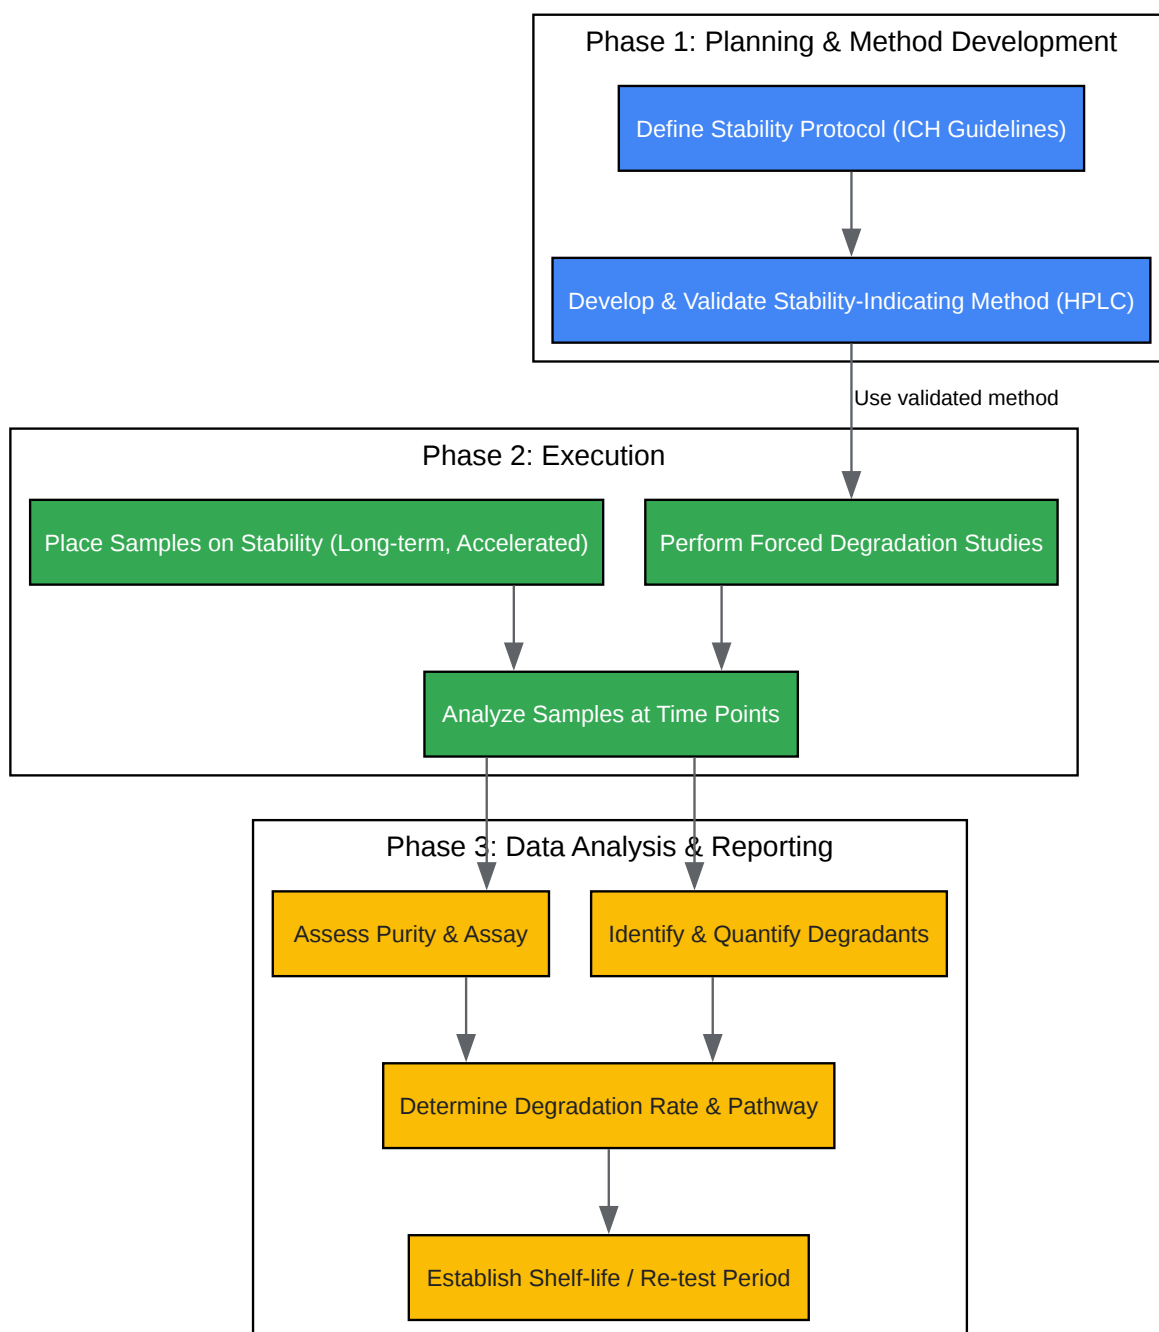 Phase 1: Planning & Method Development
Define Stability Protocol (ICH Guidelines)
Develop & Validate Stability-Indicating Method (HPLC)
Use validated method
Phase 2: Execution
Place Samples on Stability (Long-term, Accelerated)
Perform Forced Degradation Studies
Analyze Samples at Time Points
Phase 3: Data Analysis & Reporting
Assess Purity & Assay
Identify & Quantify Degradants
Determine Degradation Rate & Pathway
Establish Shelf-life / Re-test Period